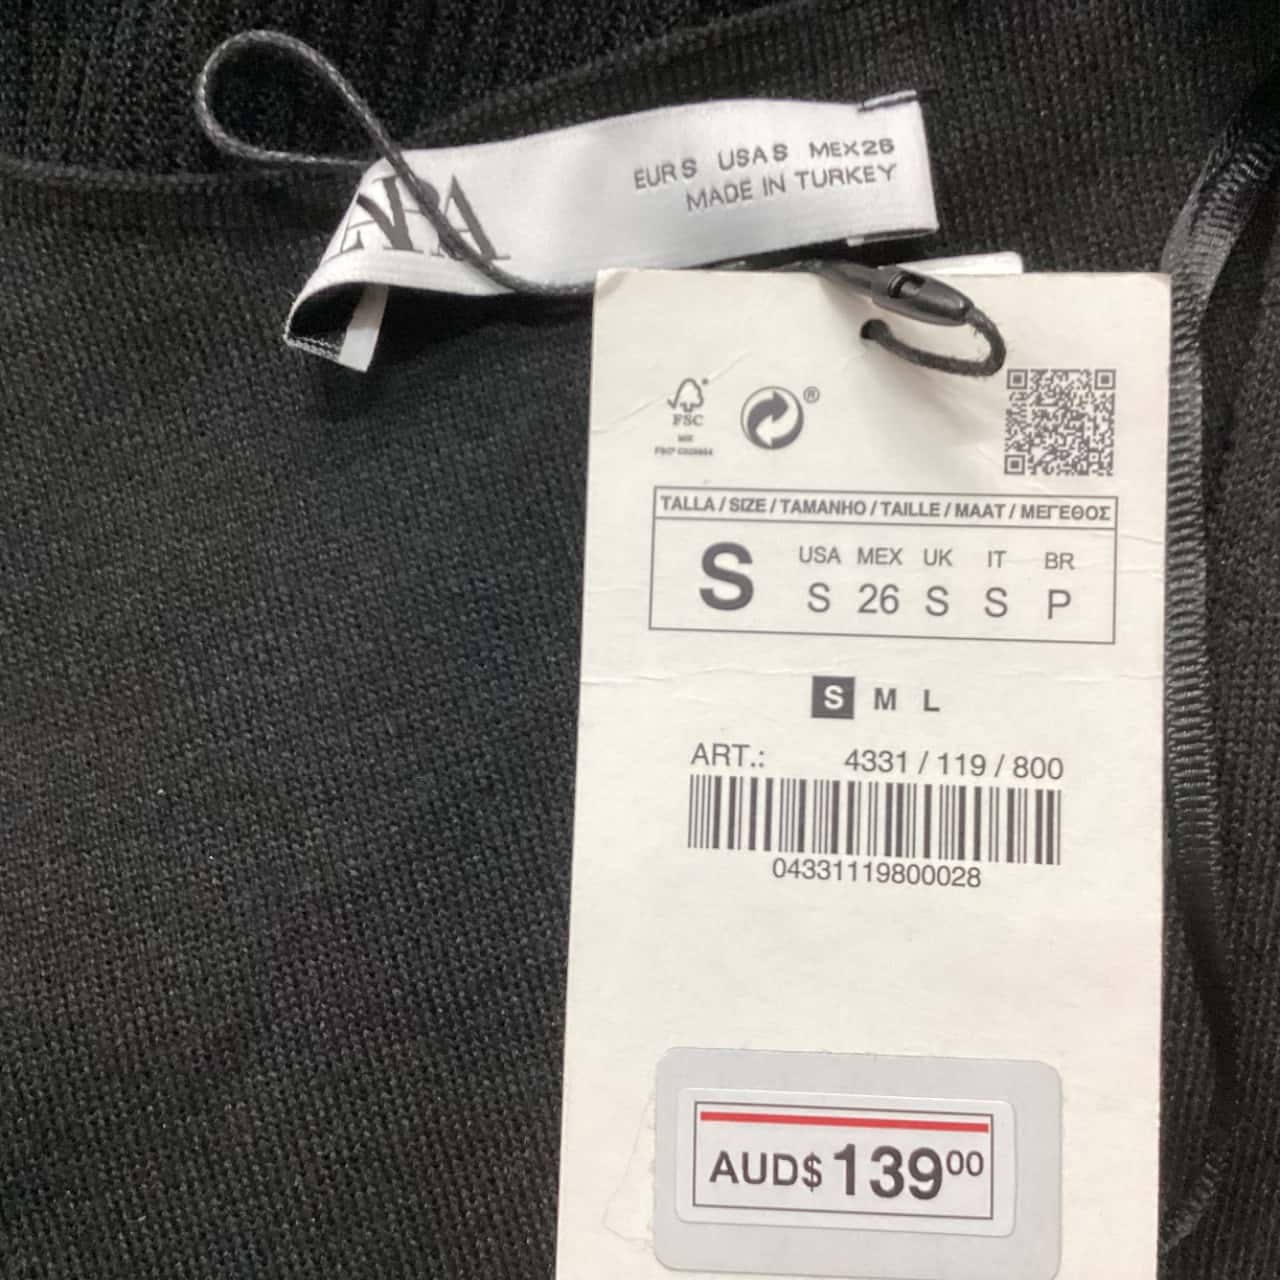 ZARA
EUR S USA S MEX 26
MADE IN TURKEY
FSC
MIX
®
TALLA / SIZE / TAMANHO / TAILLE / MAAT / ΜΕΓΕΘΟΣ
S
USA MEX UK IT BR
S 26 S S P
S M L
ART.: 4331 / 119 / 800
04331119800028
AUD$ 139 00